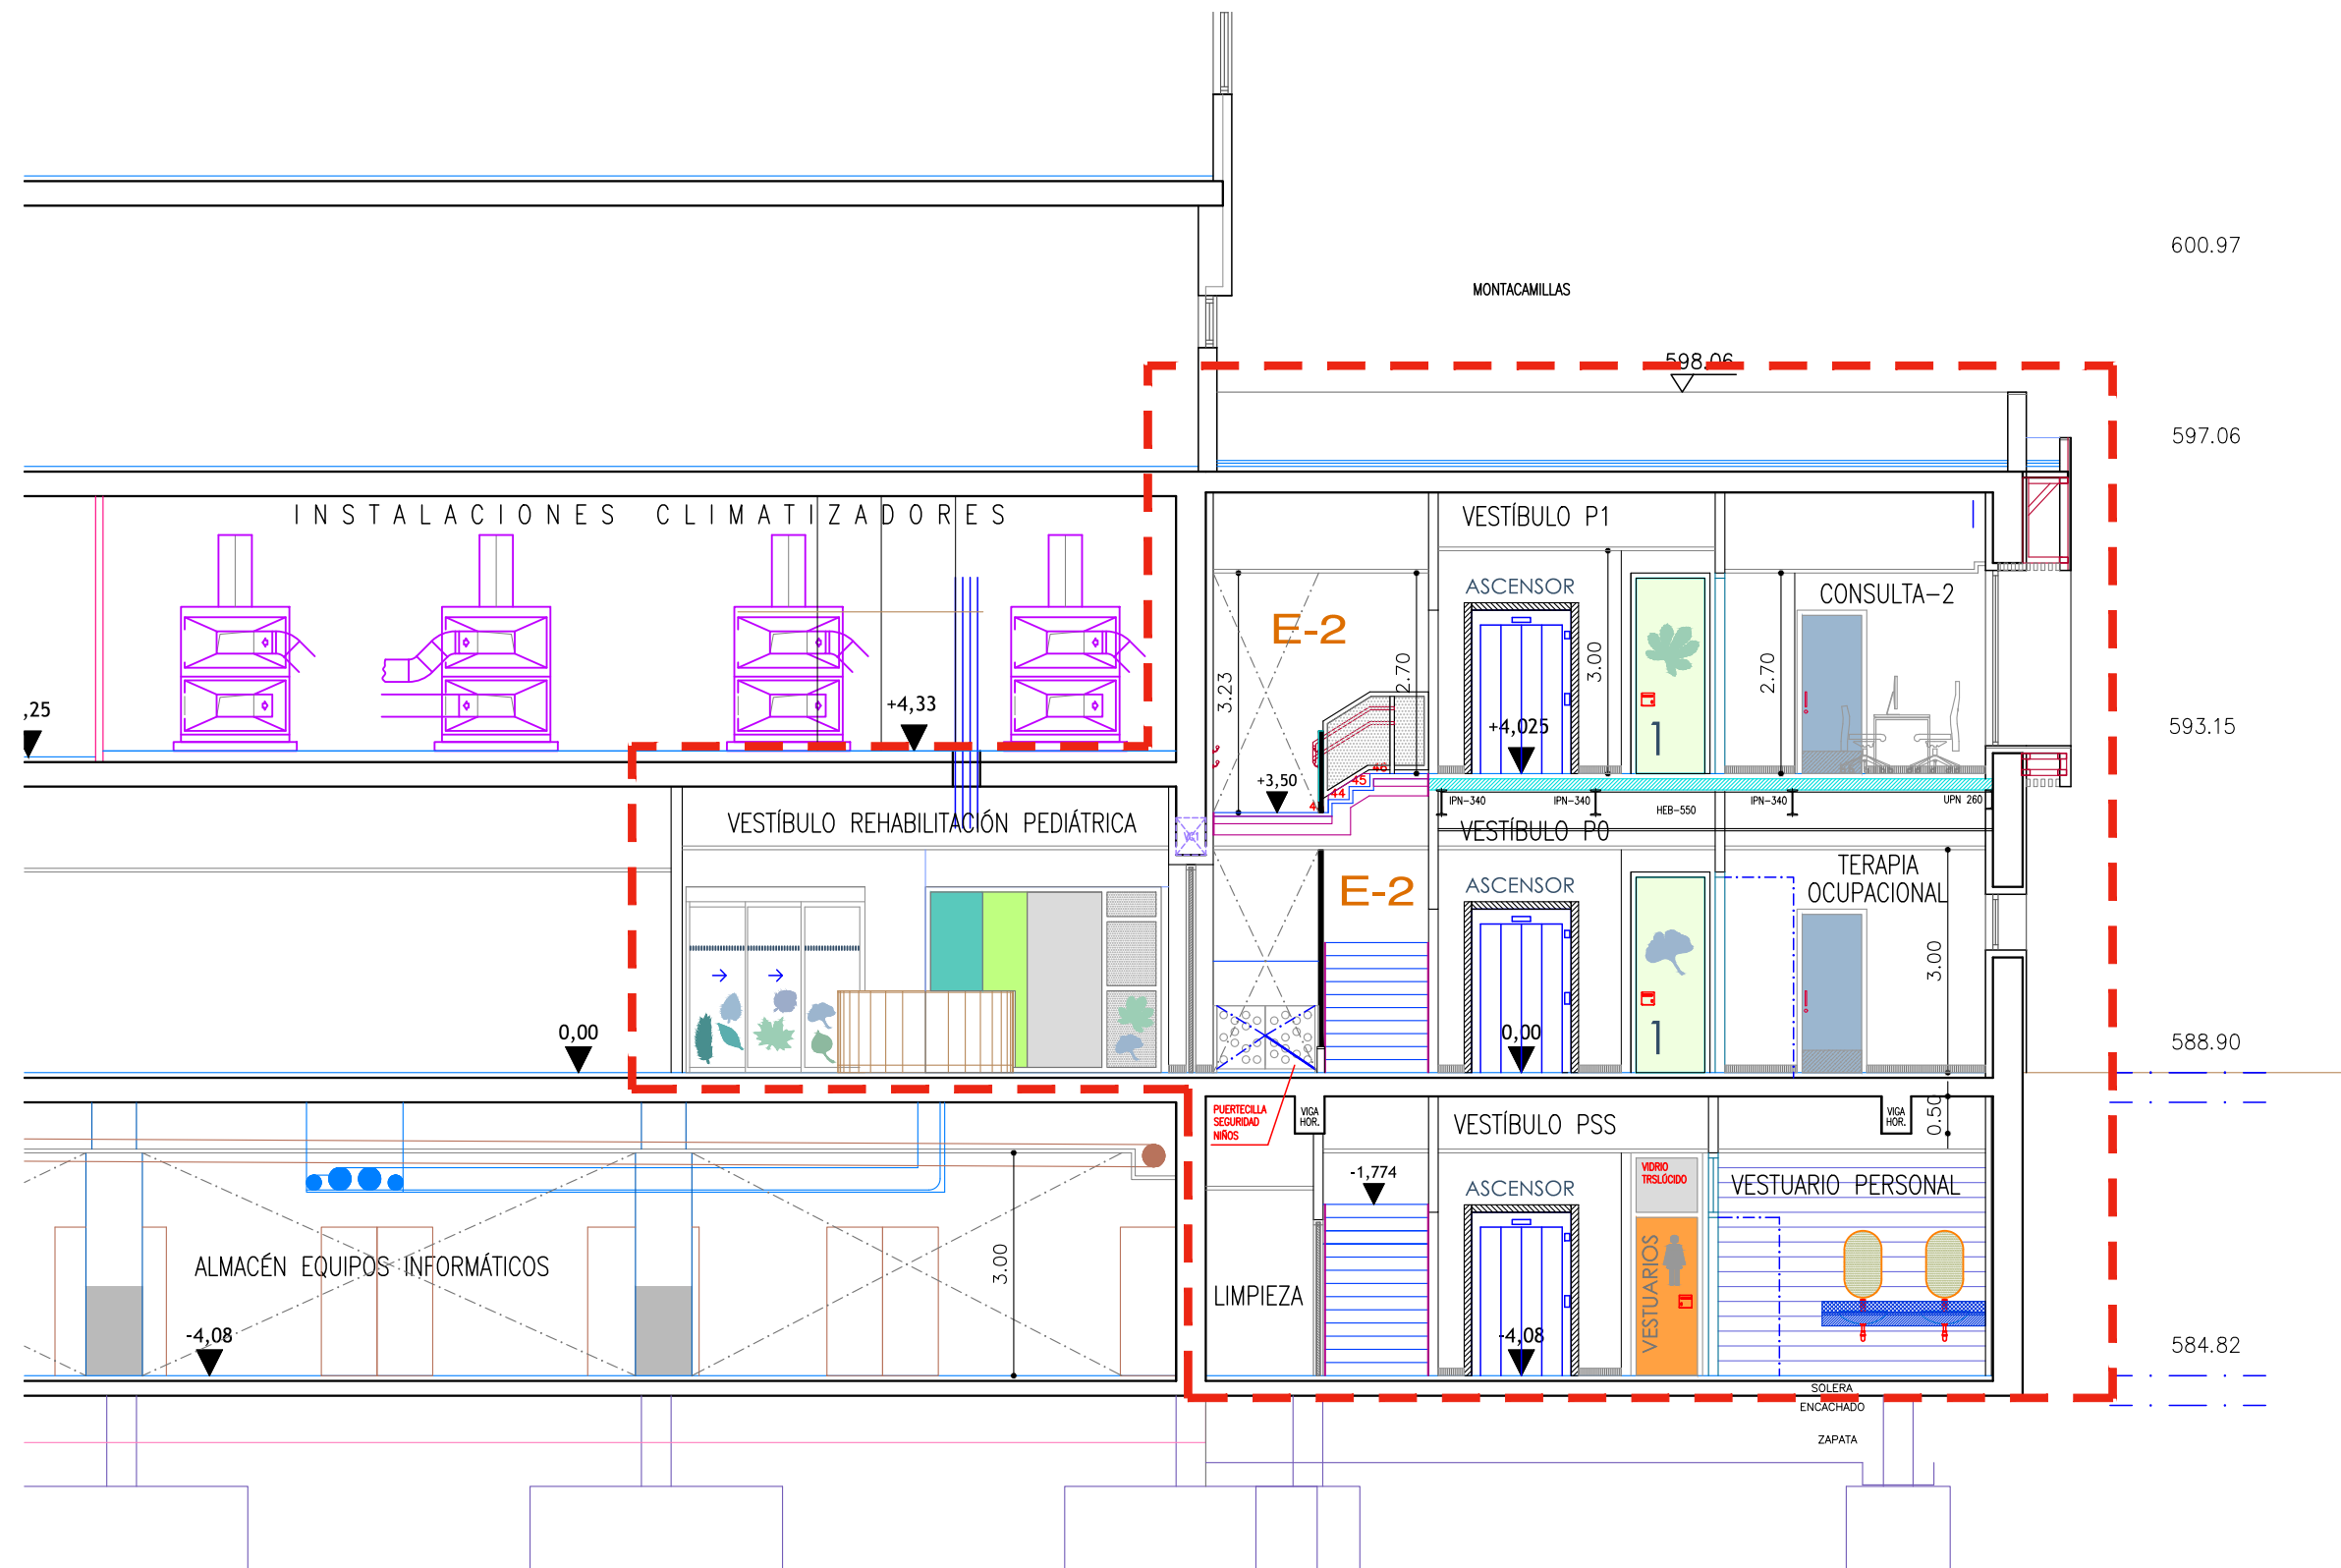 600.97
MONTACAMILLAS
598.06
597.06
INSTALACIONES CLIMATIZADORES
VESTÍBULO P1
ASCENSOR
CONSULTA-2
E-2
3.23
2.70
3.00
2.70
1
,25
+4,33
+4,025
593.15
+3,50
46
45
44
IPN-340
IPN-340
HEB-550
IPN-340
UPN 260
VESTÍBULO REHABILITACIÓN PEDIÁTRICA
VESTÍBULO P0
TERAPIA
OCUPACIONAL
E-2
ASCENSOR
3.00
1
0,00
0,00
588.90
PUERTECILLA
SEGURIDAD
NIÑOS
VIGA
HOR.
VESTÍBULO PSS
VIGA
HOR.
0.50
-1,774
VIDRIO
TRSLÚCIDO
ASCENSOR
VESTUARIO PERSONAL
ALMACÉN EQUIPOS INFORMÁTICOS
3.00
LIMPIEZA
VESTUARIOS
-4,08
-4,08
584.82
SOLERA
ENCACHADO
ZAPATA